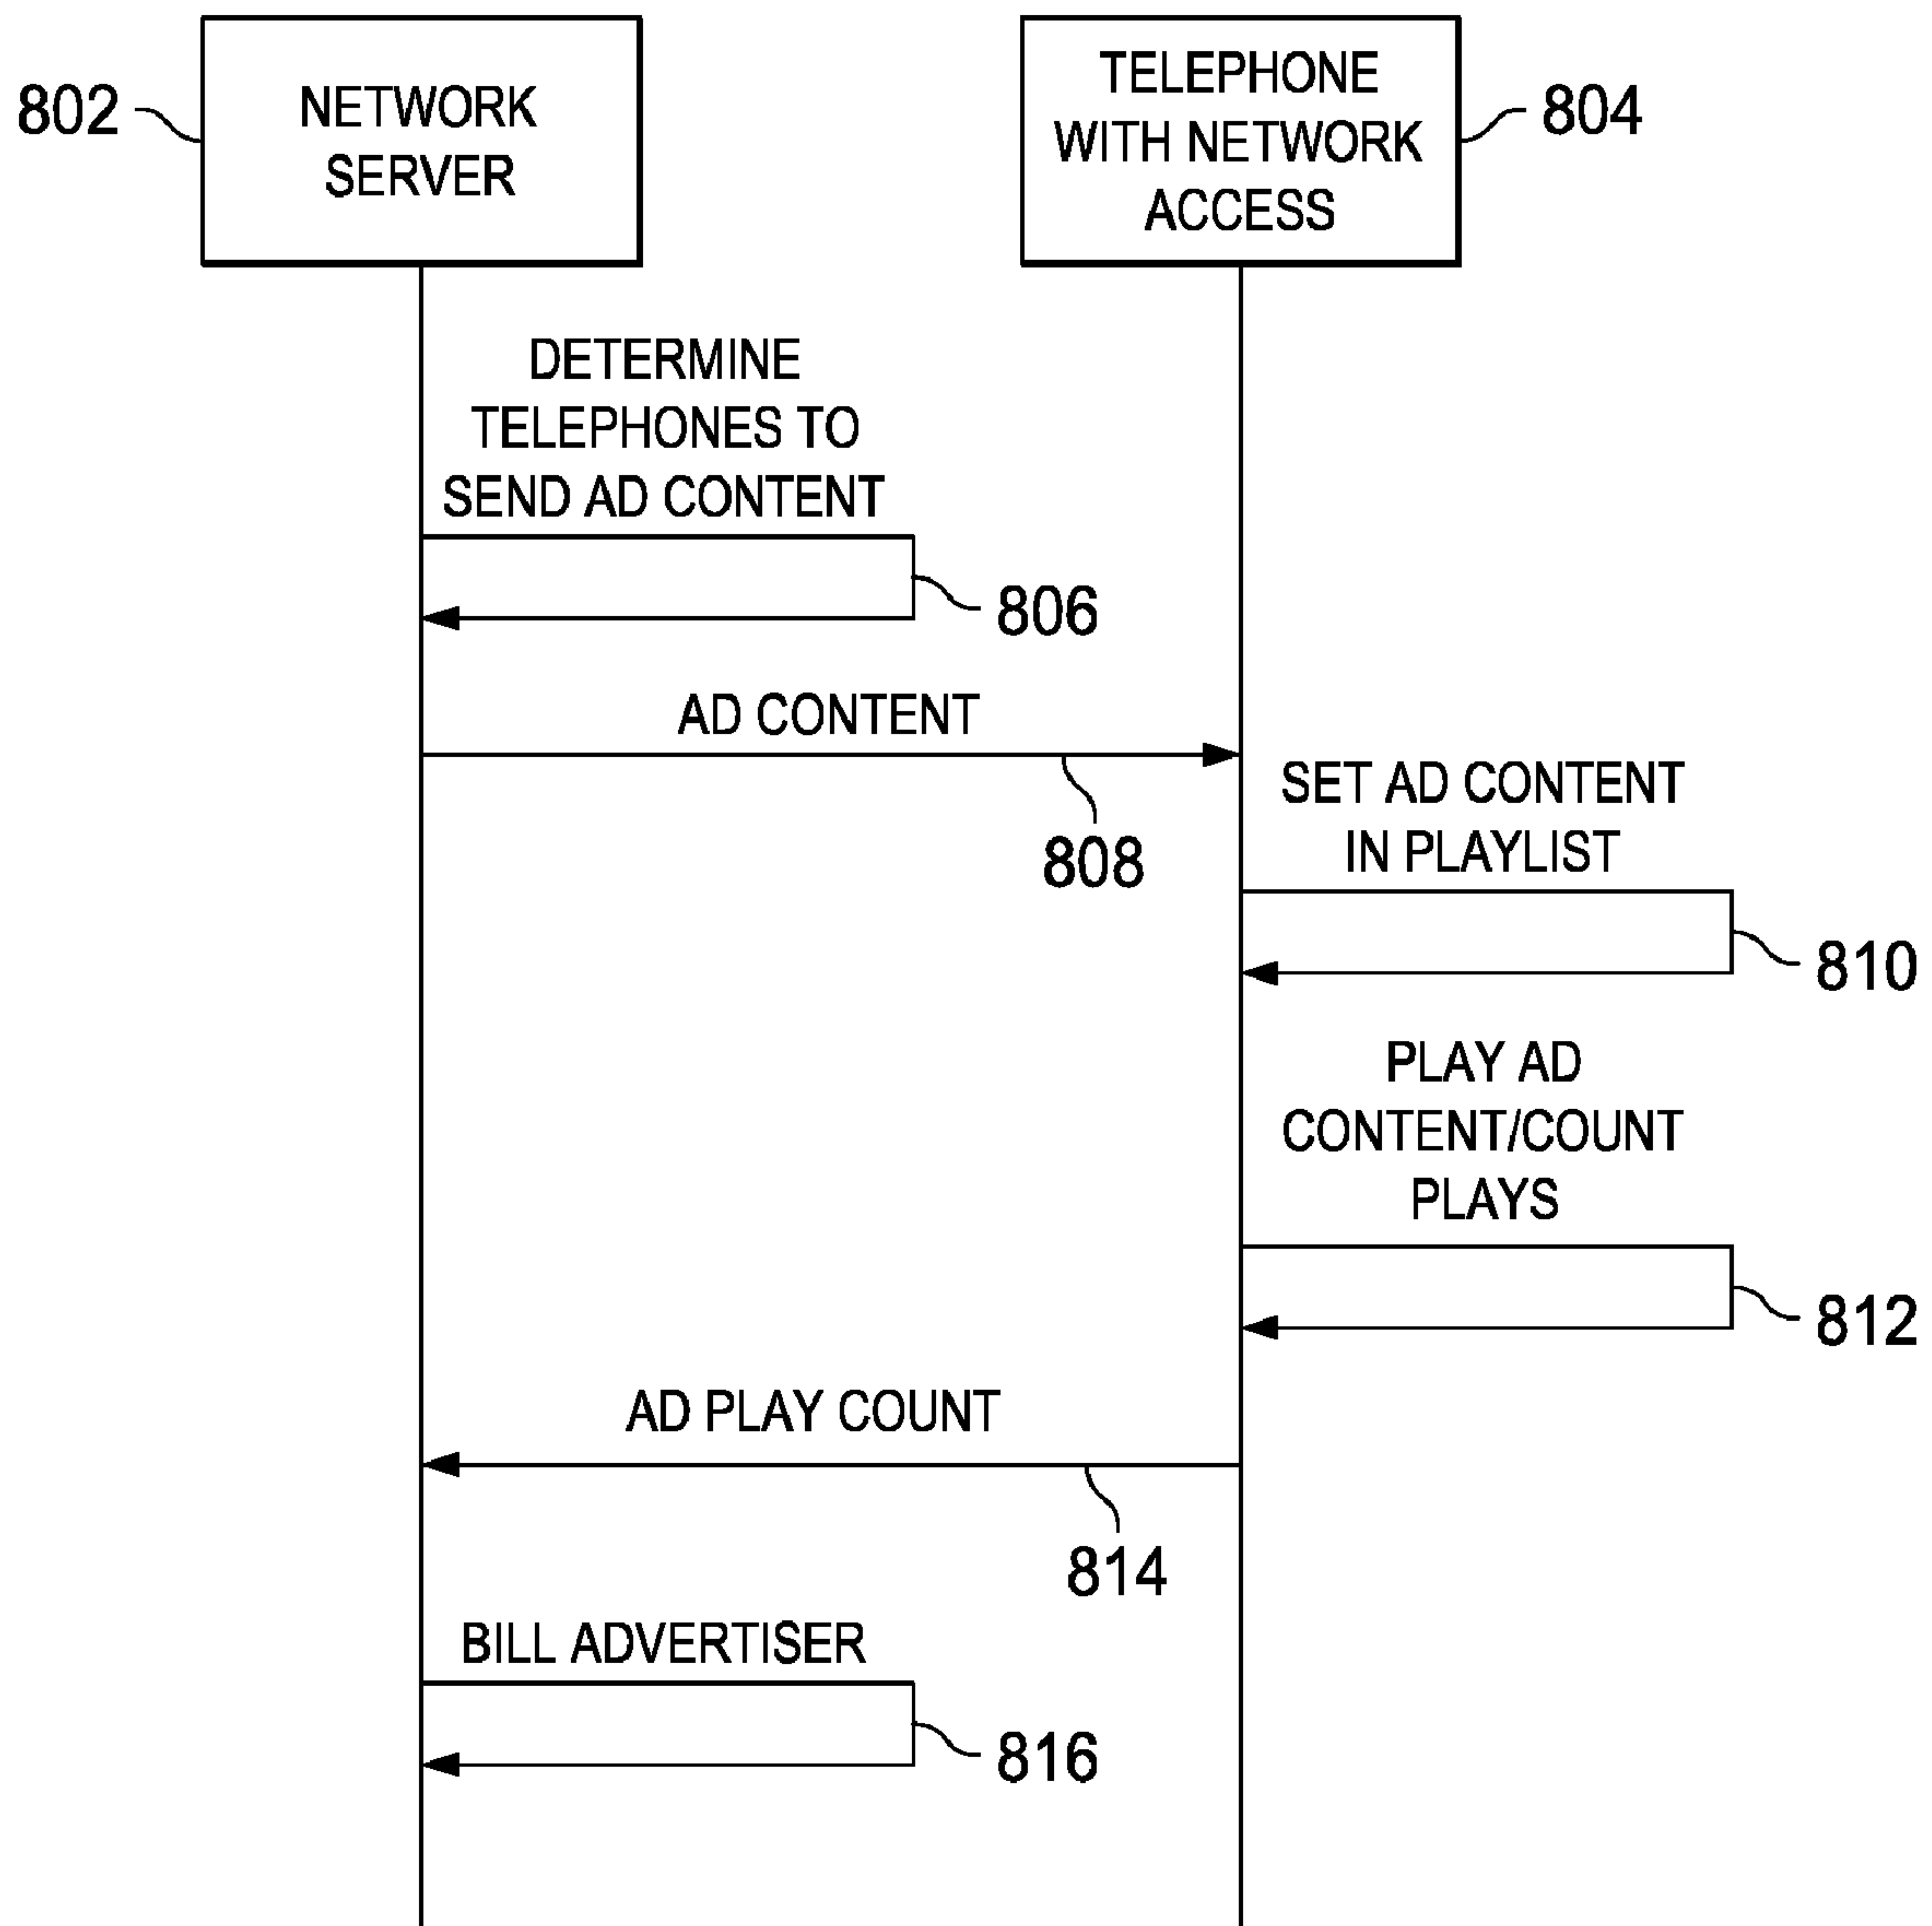 802
NETWORK
SERVER
TELEPHONE
WITH NETWORK
ACCESS
804
DETERMINE
TELEPHONES TO
SEND AD CONTENT
806
AD CONTENT
808
SET AD CONTENT
IN PLAYLIST
810
PLAY AD
CONTENT/COUNT
PLAYS
812
AD PLAY COUNT
814
BILL ADVERTISER
816